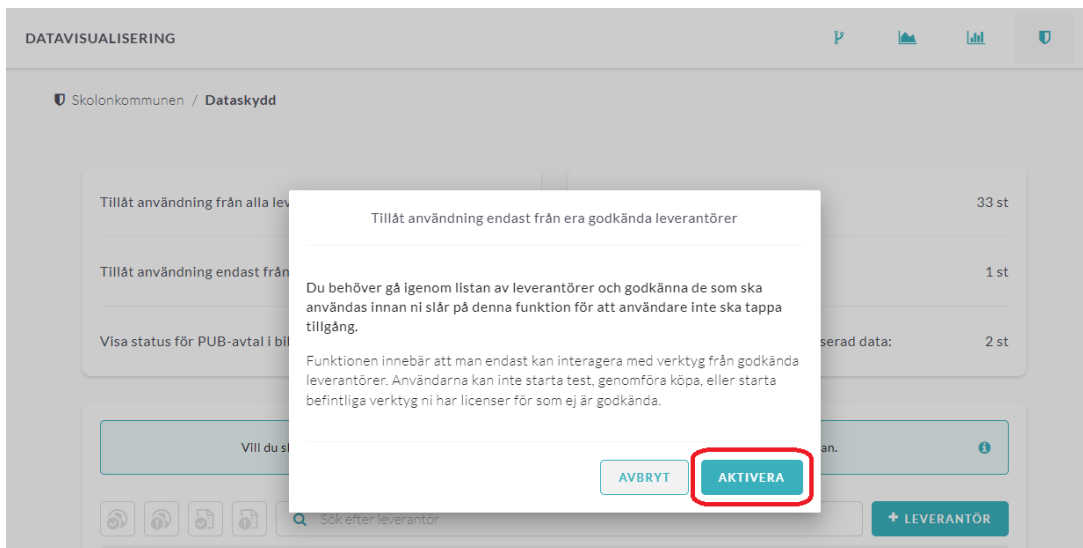 DATAVISUALISERING
Skolonkommunen / Dataskydd
Tillåt användning från alla lev
33 st
Tillåt användning endast från
1 st
Visa status för PUB-avtal i bil
serad data:
2 st
Tillåt användning endast från era godkända leverantörer
Du behöver gå igenom listan av leverantörer och godkänna de som ska
användas innan ni slår på denna funktion för att användare inte ska tappa
tillgång.
Funktionen innebär att man endast kan interagera med verktyg från godkända
leverantörer. Användarna kan inte starta test, genomföra köpa, eller starta
befintliga verktyg ni har licenser för som ej är godkända.
AVBRYT
AKTIVERA
Vill du sl
an.
Sök efter leverantör
+ LEVERANTÖR